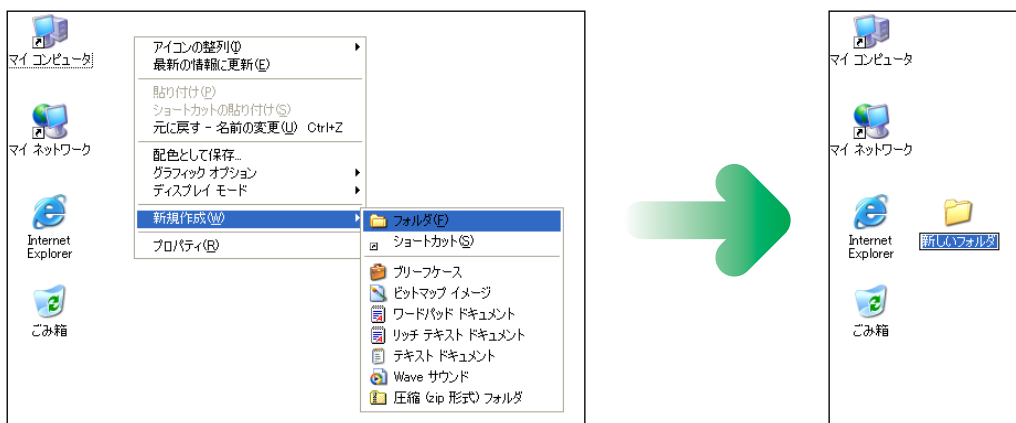 マイ コンピュータ
マイ ネットワーク
Internet
Explorer
ごみ箱
アイコンの整列(I)
最新の情報に更新(E)
貼り付け(P)
ショートカットの貼り付け(S)
元に戻す - 名前の変更(U) Ctrl+Z
配色として保存...
グラフィック オプション
ディスプレイ モード
新規作成(W)
プロパティ(R)
フォルダ(F)
ショートカット(S)
ブリーフケース
ビットマップ イメージ
ワードパッド ドキュメント
リッチ テキスト ドキュメント
テキスト ドキュメント
Wave サウンド
圧縮 (zip 形式) フォルダ
マイ コンピュータ
マイ ネットワーク
Internet
Explorer
新しいフォルダ
ごみ箱